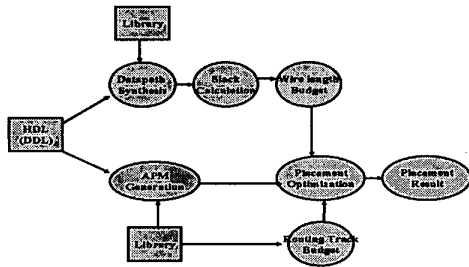 Library
Datapath
Synthesis
Slack
Calculation
Wire length
Budget
HDL
(DDL)
APM
Generation
Placement
Optimization
Placement
Result
Library
Routing Track
Budget